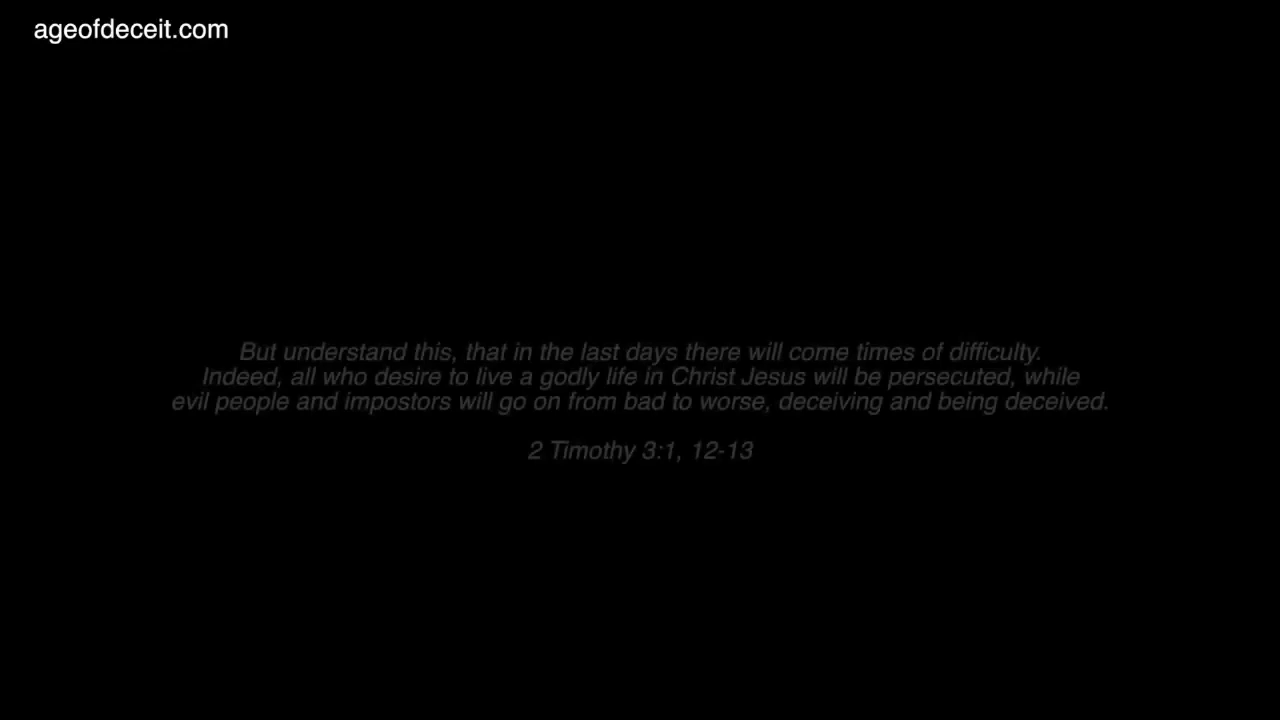 ageofdeceit.com
But understand this, that in the last days there will come times of difficulty.
Indeed, all who desire to live a godly life in Christ Jesus will be persecuted, while
evil people and impostors will go on from bad to worse, deceiving and being deceived.
2 Timothy 3:1, 12-13